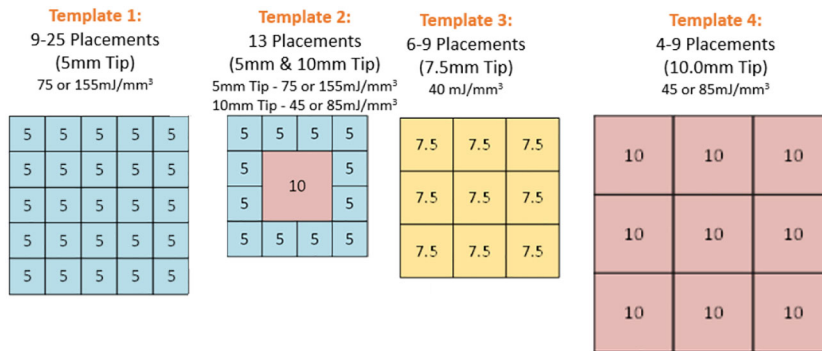 Template 1:
9-25 Placements
(5mm Tip)
75 or 155mJ/mm³
5 5 5 5 5
5 5 5 5 5
5 5 5 5 5
5 5 5 5 5
5 5 5 5 5
Template 2:
13 Placements
(5mm & 10mm Tip)
5mm Tip - 75 or 155mJ/mm³
10mm Tip - 45 or 85mJ/mm³
5 5 5 5
5 5
10
5 5
5 5 5 5
Template 3:
6-9 Placements
(7.5mm Tip)
40 mJ/mm³
7.5 7.5 7.5
7.5 7.5 7.5
7.5 7.5 7.5
Template 4:
4-9 Placements
(10.0mm Tip)
45 or 85mJ/mm³
10 10 10
10 10 10
10 10 10